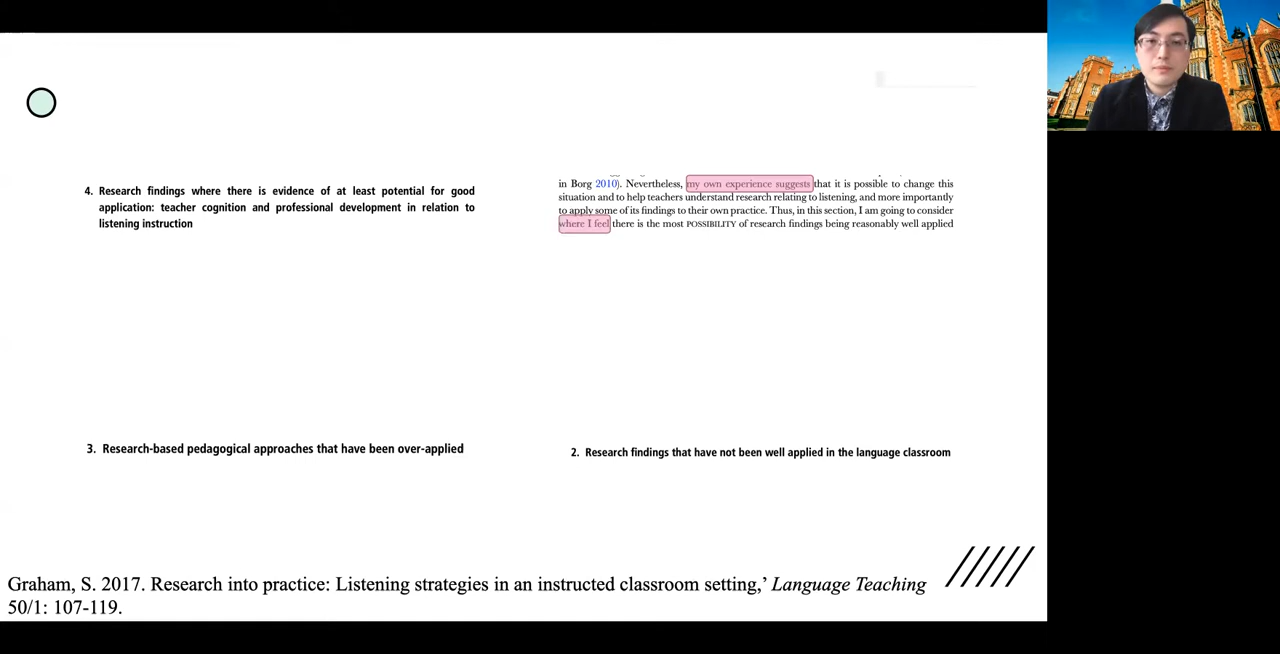 4. Research findings where there is evidence of at least potential for good
application: teacher cognition and professional development in relation to
listening instruction
in Borg 2010). Nevertheless, my own experience suggests that it is possible to change this
situation and to help teachers understand research relating to listening, and more importantly
to apply some of its findings to their own practice. Thus, in this section, I am going to consider
where I feel there is the most POSSIBILITY of research findings being reasonably well applied
3. Research-based pedagogical approaches that have been over-applied
2. Research findings that have not been well applied in the language classroom
Graham, S. 2017. Research into practice: Listening strategies in an instructed classroom setting,’ Language Teaching
50/1: 107-119.